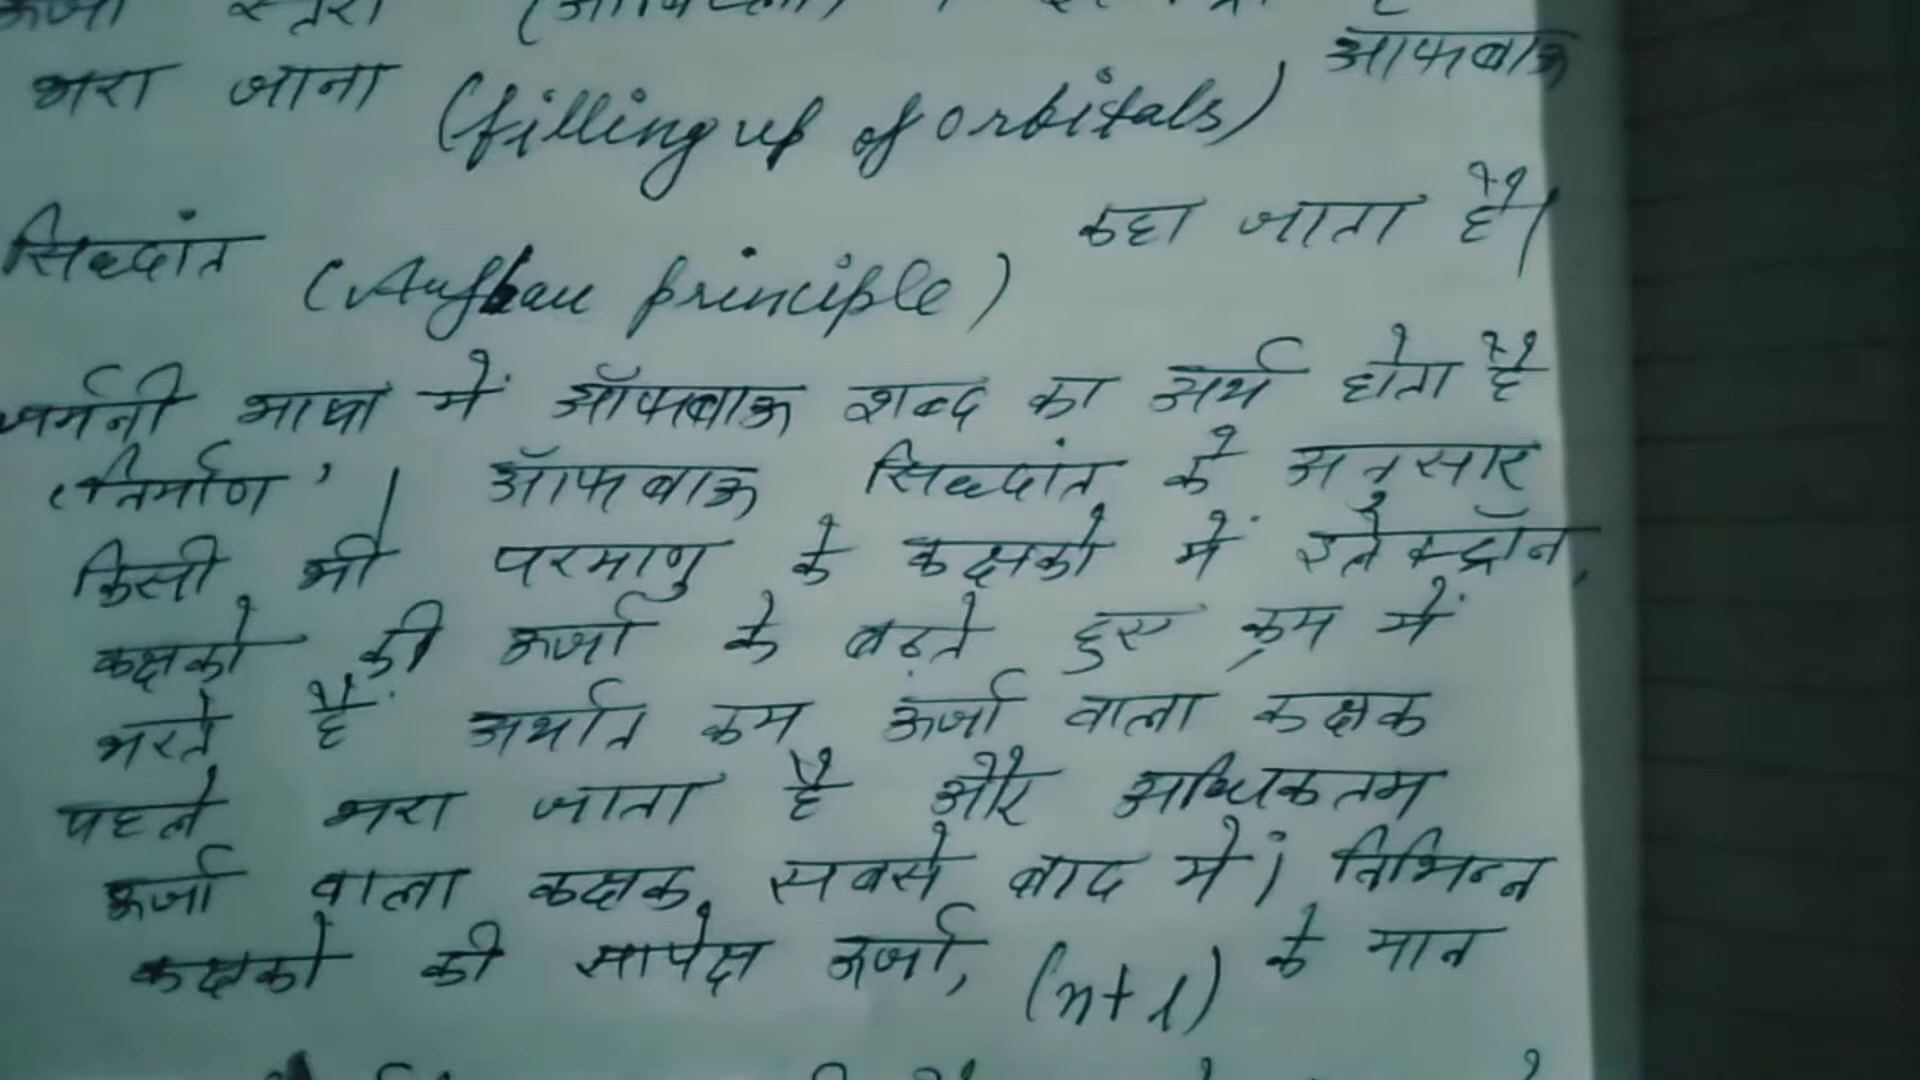 भरा जाना (filling up of orbitals) ऑफबाऊ
सिद्धांत (Aufbau principle) कहा जाता है।
जर्मनी भाषा में ऑफबाऊ शब्द का अर्थ होता है
'निर्माण'। ऑफबाऊ सिद्धांत के अनुसार
किसी भी परमाणु के कक्षको में इलेक्ट्रॉन,
कक्षको की ऊर्जा के बढ़ते हुए क्रम में
भरते हैं. अर्थात कम ऊर्जा वाला कक्षक
पहले भरा जाता है और अधिकतम
ऊर्जा वाला कक्षक सबसे बाद में। विभिन्न
कक्षको की सापेक्ष ऊर्जा, (n+l) के मान